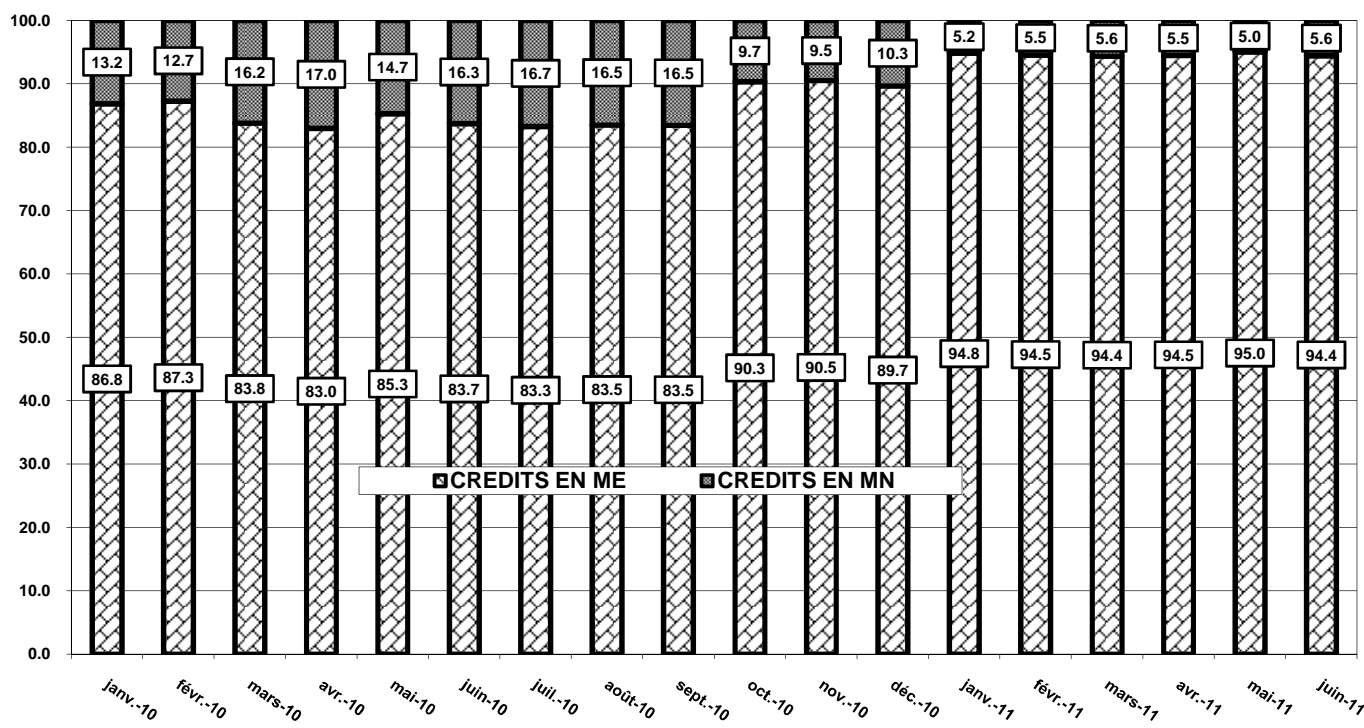 100.0
90.0
80.0
70.0
60.0
50.0
40.0
30.0
20.0
10.0
0.0
13.2 12.7 16.2 17.0 14.7 16.3 16.7 16.5 16.5 9.7 9.5 10.3 5.2 5.5 5.6 5.5 5.0 5.6
86.8 87.3 83.8 83.0 85.3 83.7 83.3 83.5 83.5 90.3 90.5 89.7 94.8 94.5 94.4 94.5 95.0 94.4
CREDITS EN ME CREDITS EN MN
janv.-10 févr.-10 mars-10 avr.-10 mai-10 juin-10 juil.-10 août-10 sept.-10 oct.-10 nov.-10 déc.-10 janv.-11 févr.-11 mars-11 avr.-11 mai-11 juin-11